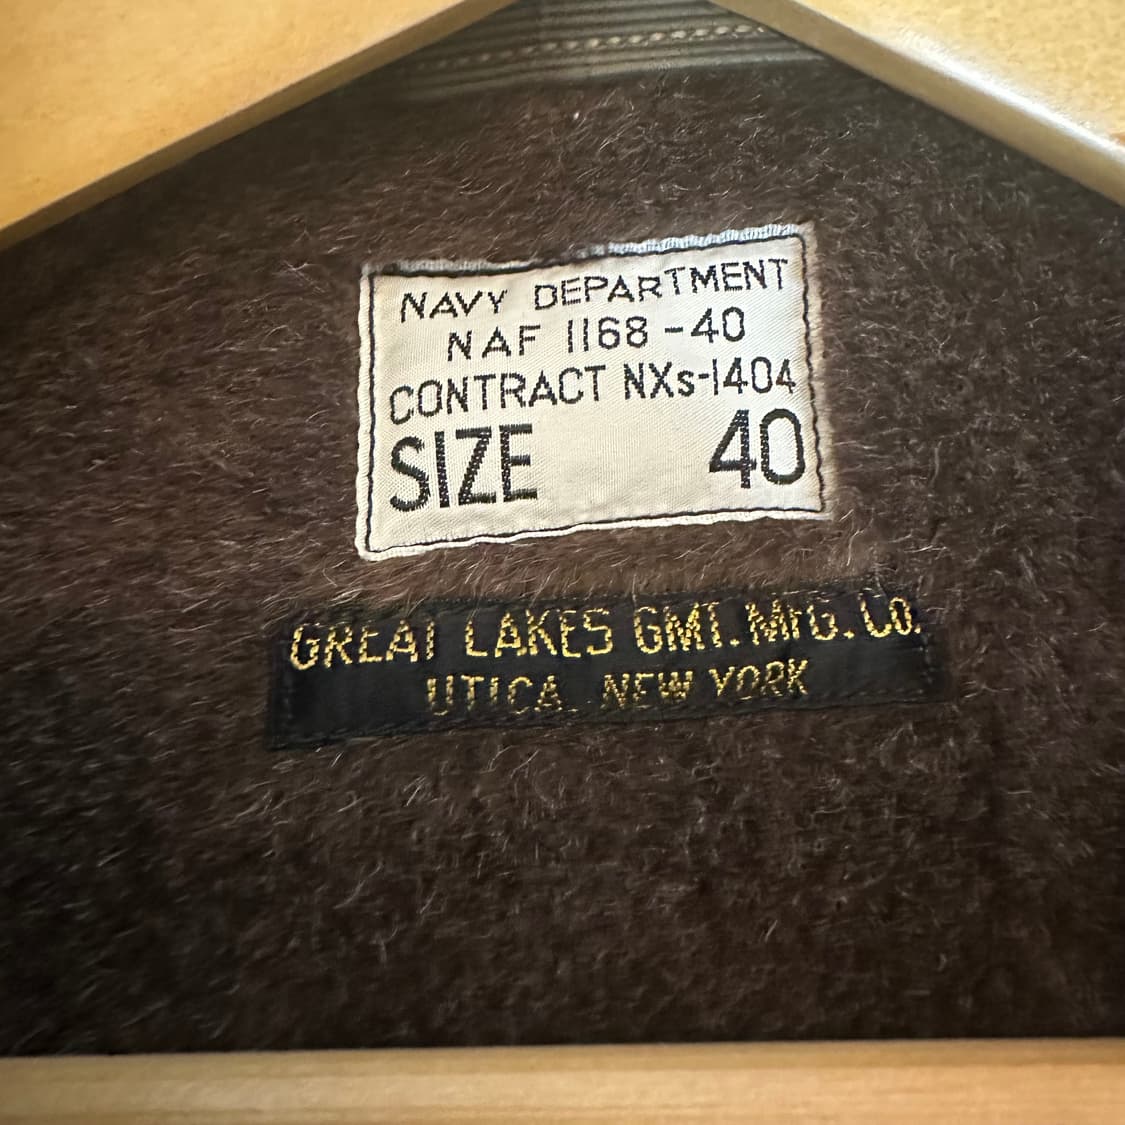 NAVY DEPARTMENT
NAF 1168-40
CONTRACT NXs-1404
SIZE 40
GREAT LAKES GMT. MFG. Co.
UTICA, NEW YORK